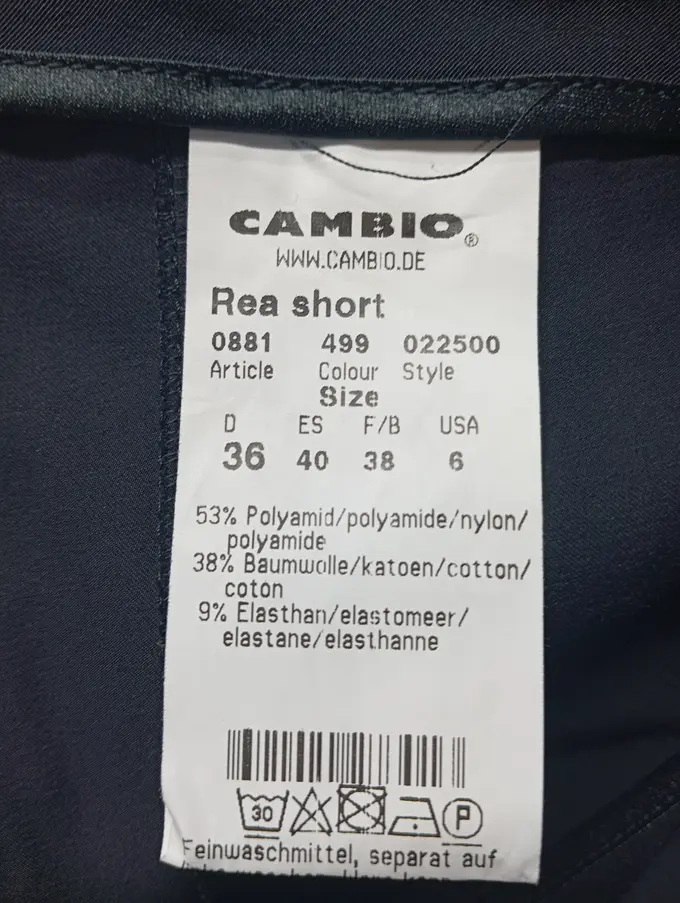 CAMBIO®
WWW.CAMBIO.DE
Rea short
0881 499 022500
Article Colour Style
Size
D ES F/B USA
36 40 38 6
53% Polyamid/polyamide/nylon/
polyamide
38% Baumwolle/katoen/cotton/
coton
9% Elasthan/elastomeer/
elastane/elasthanne
30 P
Feinwaschmittel, separat auf